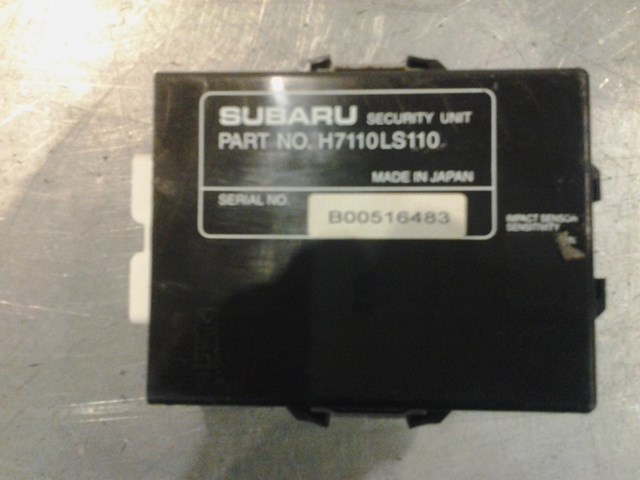 SUBARU SECURITY UNIT
PART NO. H7110LS110
MADE IN JAPAN
SERIAL NO.
B00516483
IMPACT SENSOR
SENSITIVITY